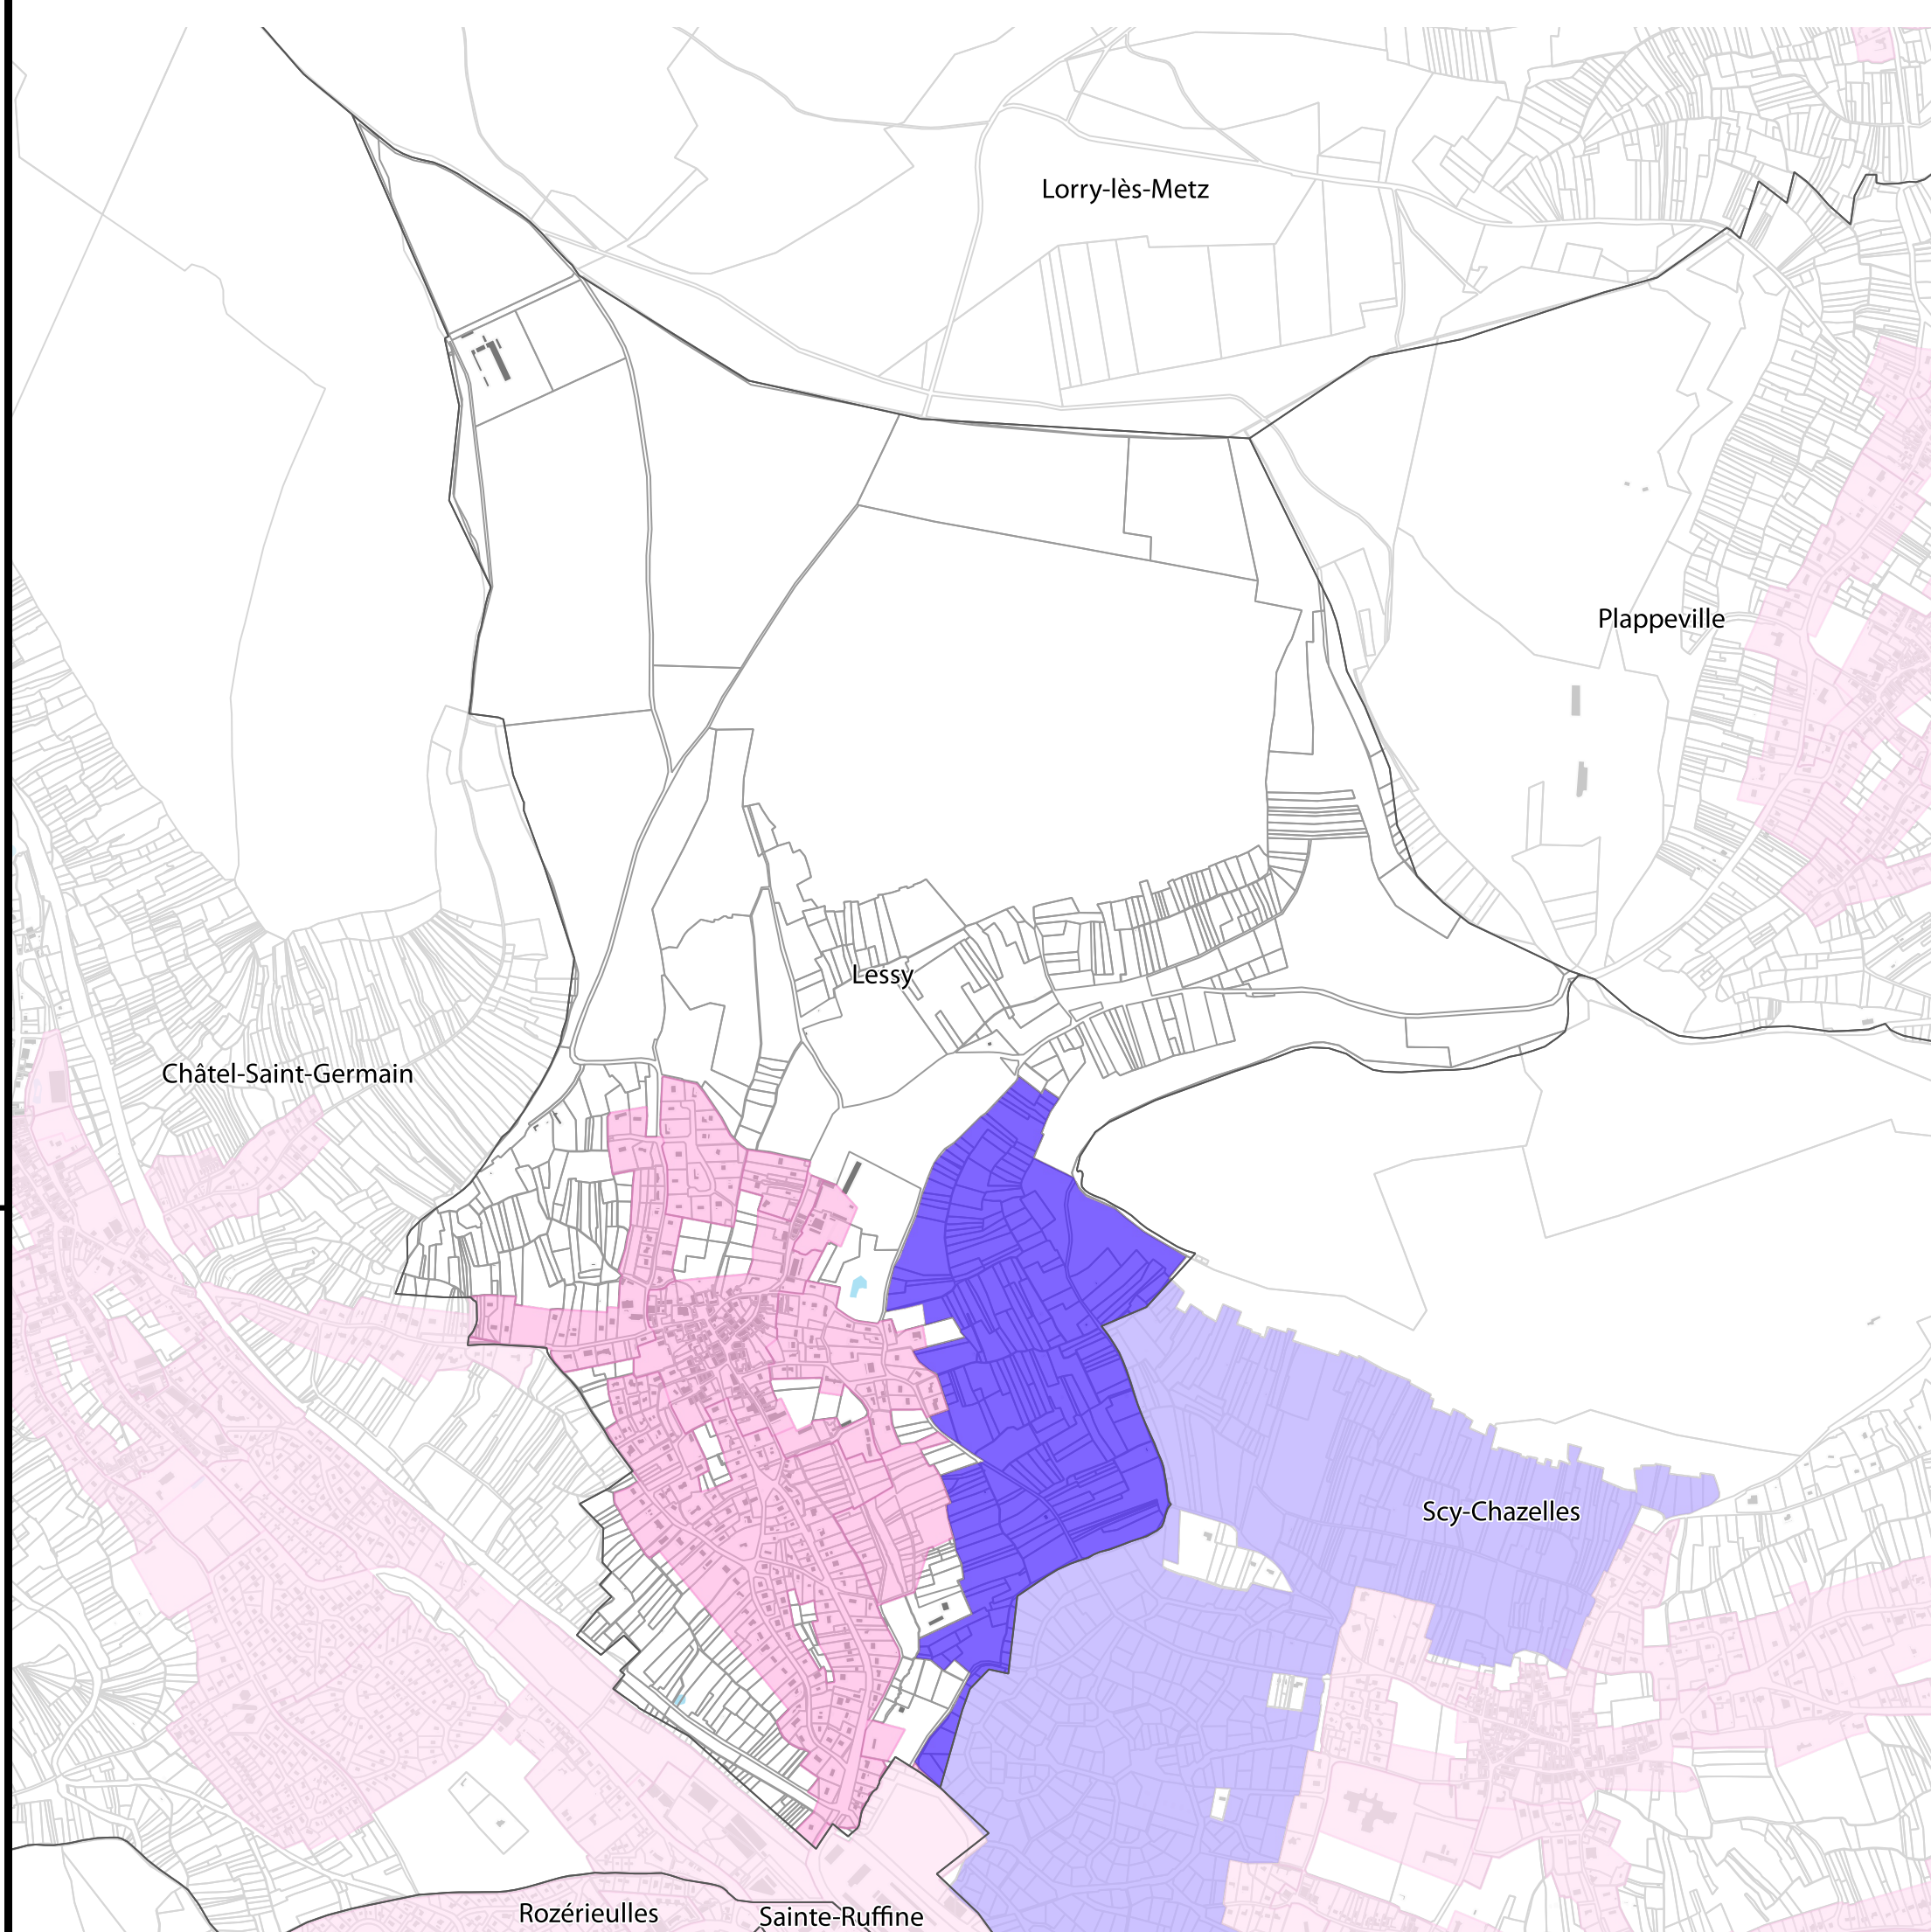 Lorry-lès-Metz
Plappeville
Lessy
Châtel-Saint-Germain
Scy-Chazelles
Rozérieulles
Sainte-Ruffine